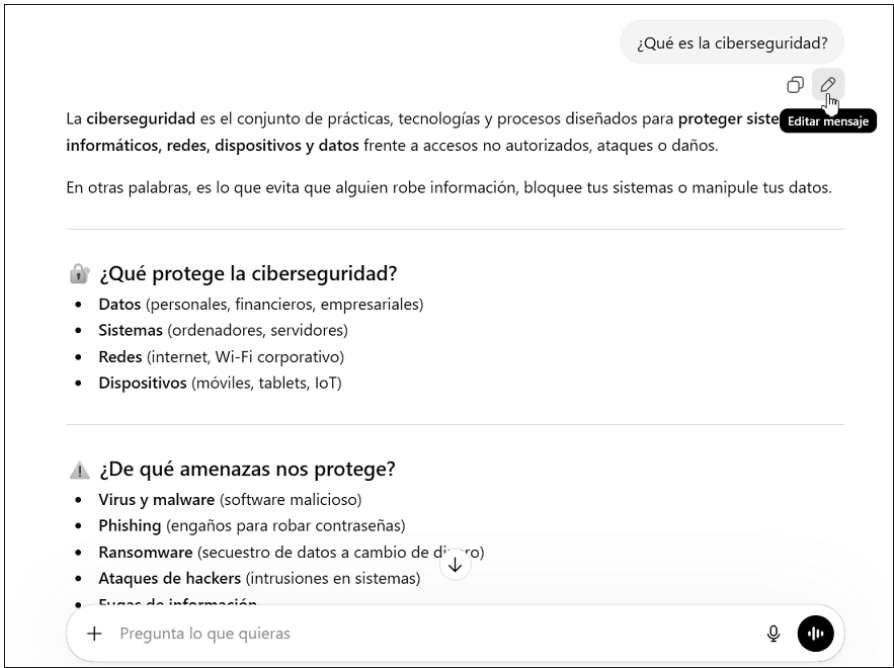 ¿Qué es la ciberseguridad?
Editar mensaje
La ciberseguridad es el conjunto de prácticas, tecnologías y procesos diseñados para proteger siste
informáticos, redes, dispositivos y datos frente a accesos no autorizados, ataques o daños.
En otras palabras, es lo que evita que alguien robe información, bloquee tus sistemas o manipule tus datos.
¿Qué protege la ciberseguridad?
• Datos (personales, financieros, empresariales)
• Sistemas (ordenadores, servidores)
• Redes (internet, Wi-Fi corporativo)
• Dispositivos (móviles, tablets, IoT)
¿De qué amenazas nos protege?
• Virus y malware (software malicioso)
• Phishing (engaños para robar contraseñas)
• Ransomware (secuestro de datos a cambio de dinero)
• Ataques de hackers (intrusiones en sistemas)
• Fugas de información
Pregunta lo que quieras